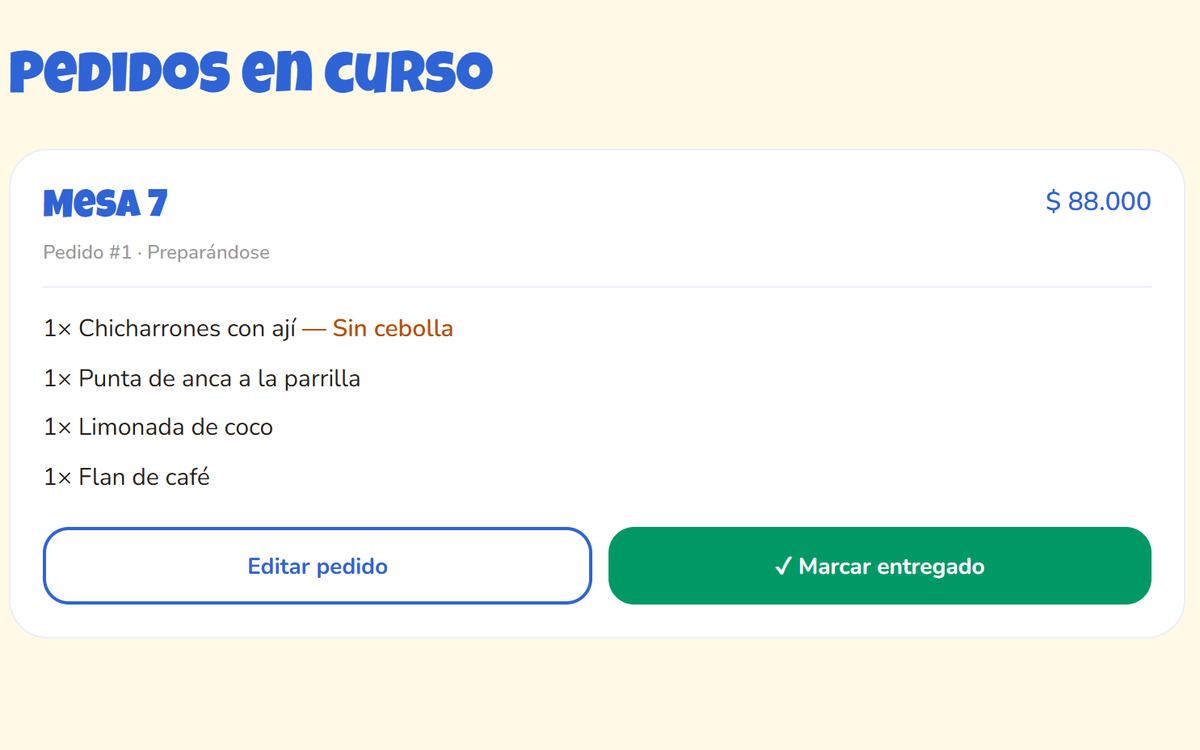 Pedidos en curso
Mesa 7
$ 88.000
Pedido #1 · Preparándose
1× Chicharrones con ají — Sin cebolla
1× Punta de anca a la parrilla
1× Limonada de coco
1× Flan de café
Editar pedido
✓ Marcar entregado